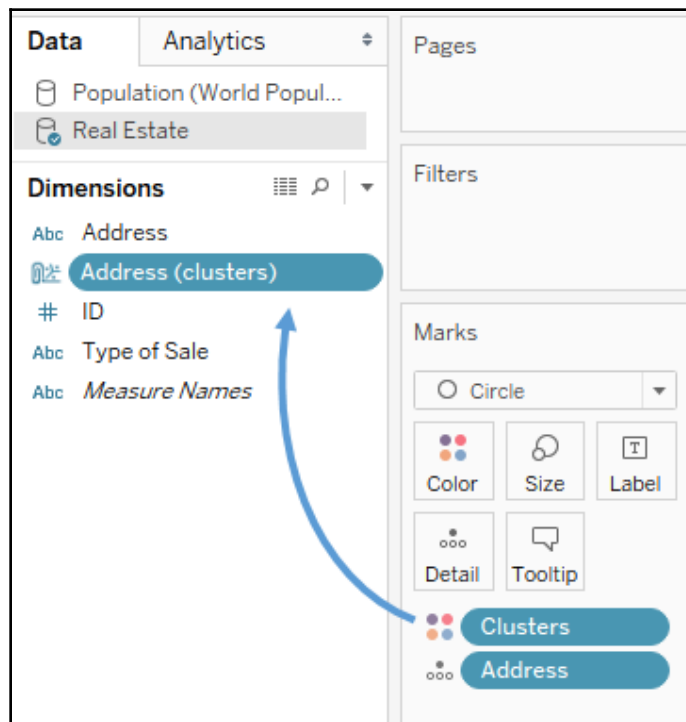 Data
Analytics
Population (World Popul...
Real Estate
Dimensions
Abc Address
Address (clusters)
# ID
Abc Type of Sale
Abc Measure Names
Pages
Filters
Marks
Circle
Color Size T Label
Detail Tooltip
Clusters
Address